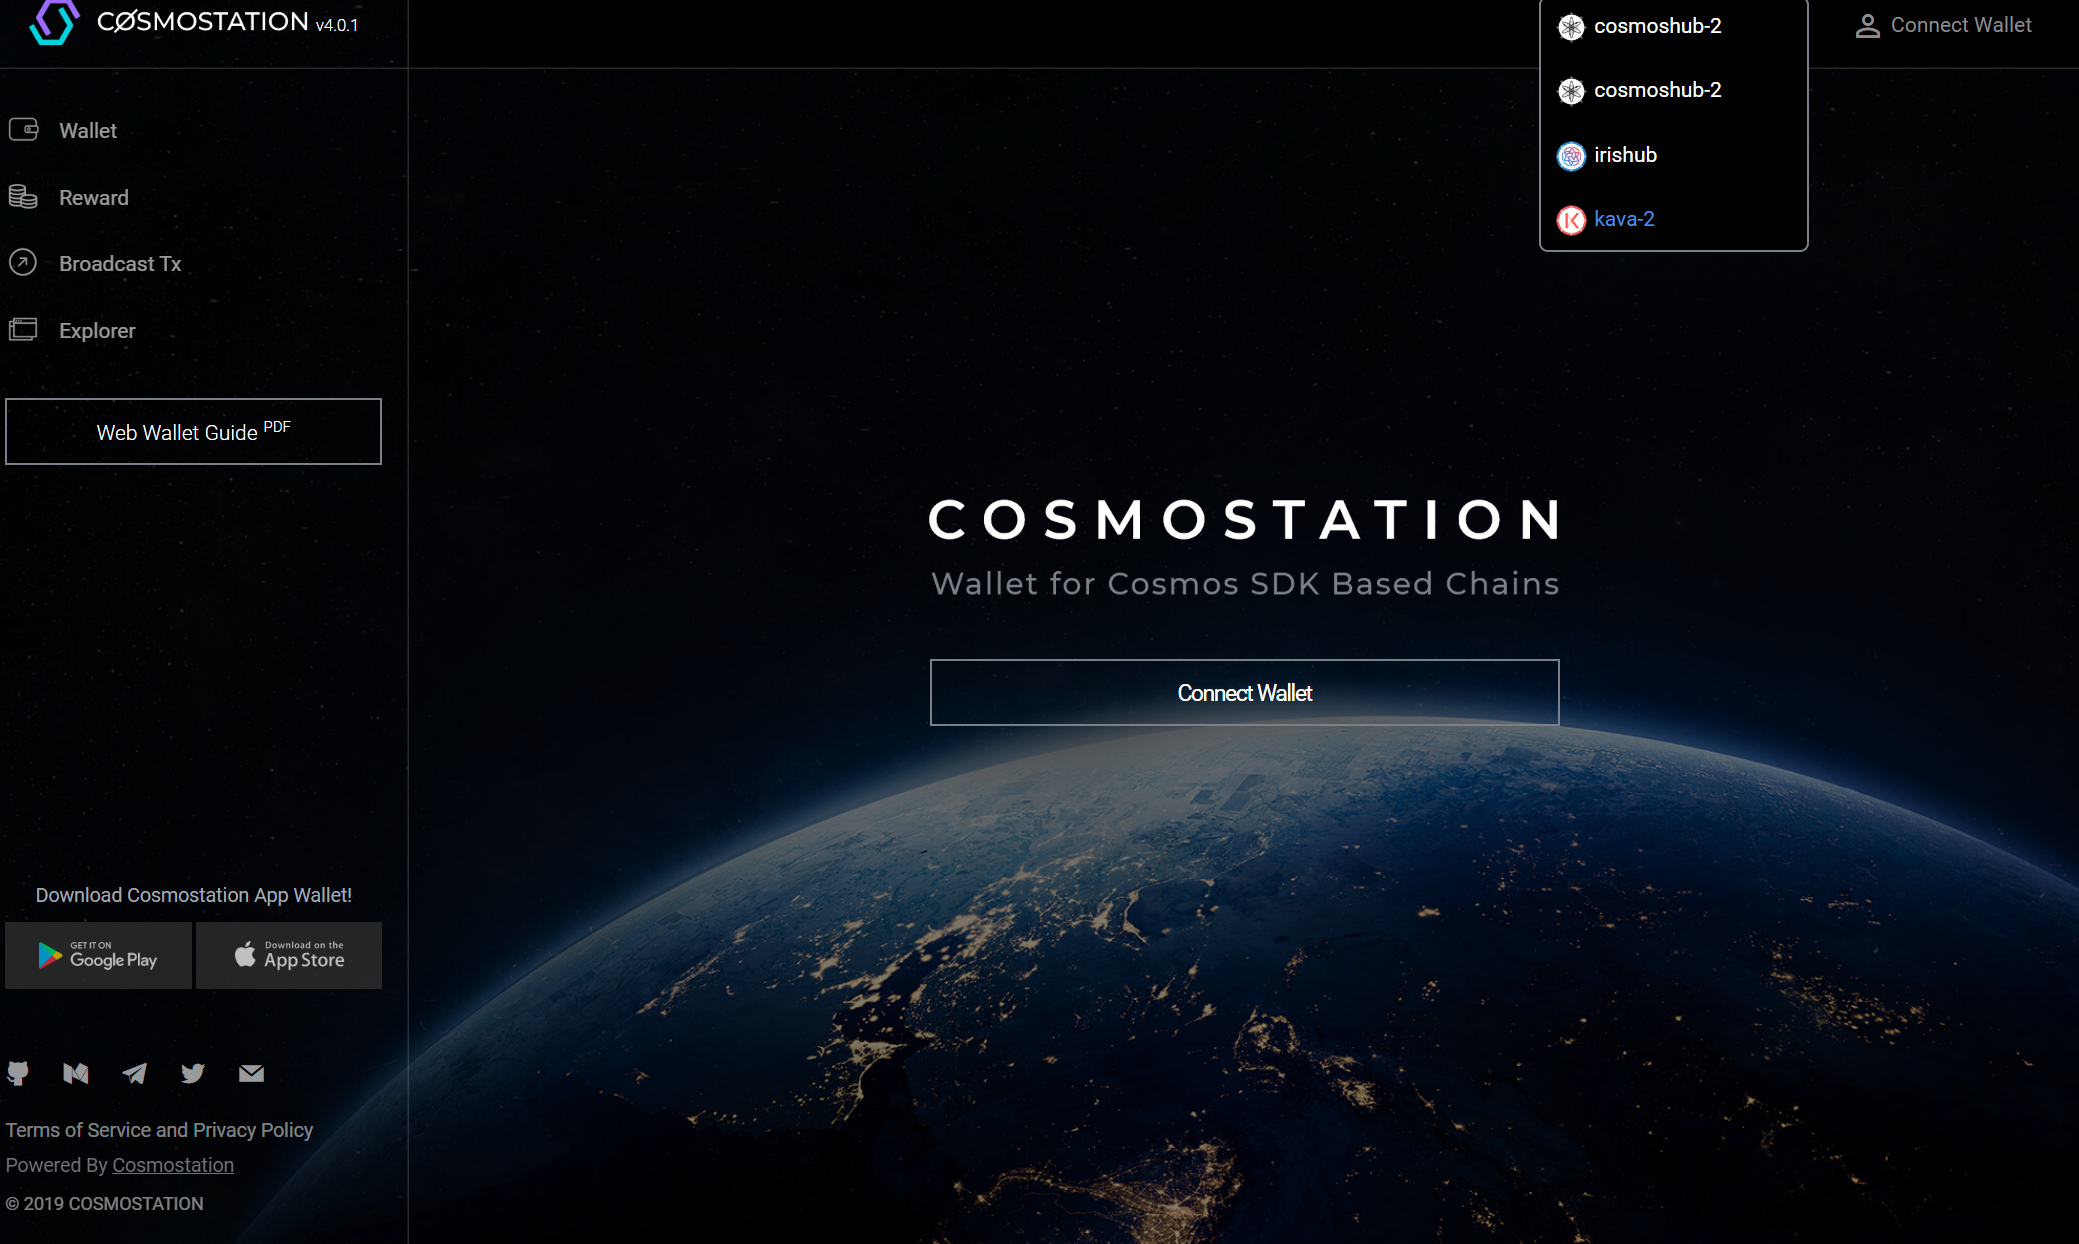 CØSMOSTATION v4.0.1
cosmoshub-2
Connect Wallet
cosmoshub-2
irishub
kava-2
Wallet
Reward
Broadcast Tx
Explorer
Web Wallet Guide PDF
COSMOSTATION
Wallet for Cosmos SDK Based Chains
Connect Wallet
Download Cosmostation App Wallet!
GET IT ON
Google Play
Download on the
App Store
Terms of Service and Privacy Policy
Powered By Cosmostation
© 2019 COSMOSTATION